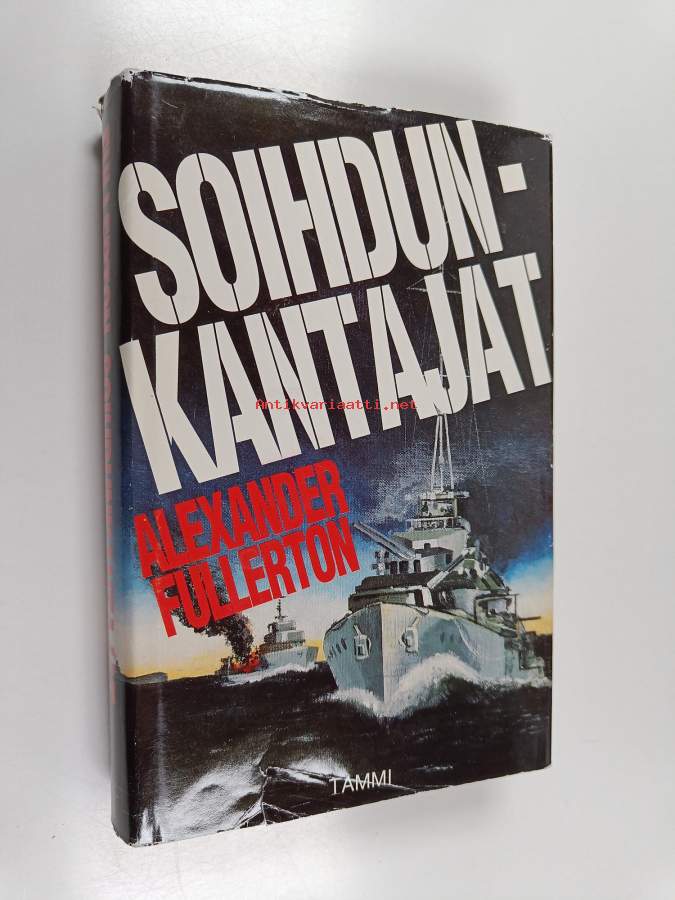 SOIHDUN-
KANTAJAT
Antikvariaatti.net
ALEXANDER
FULLERTON
TAMMI